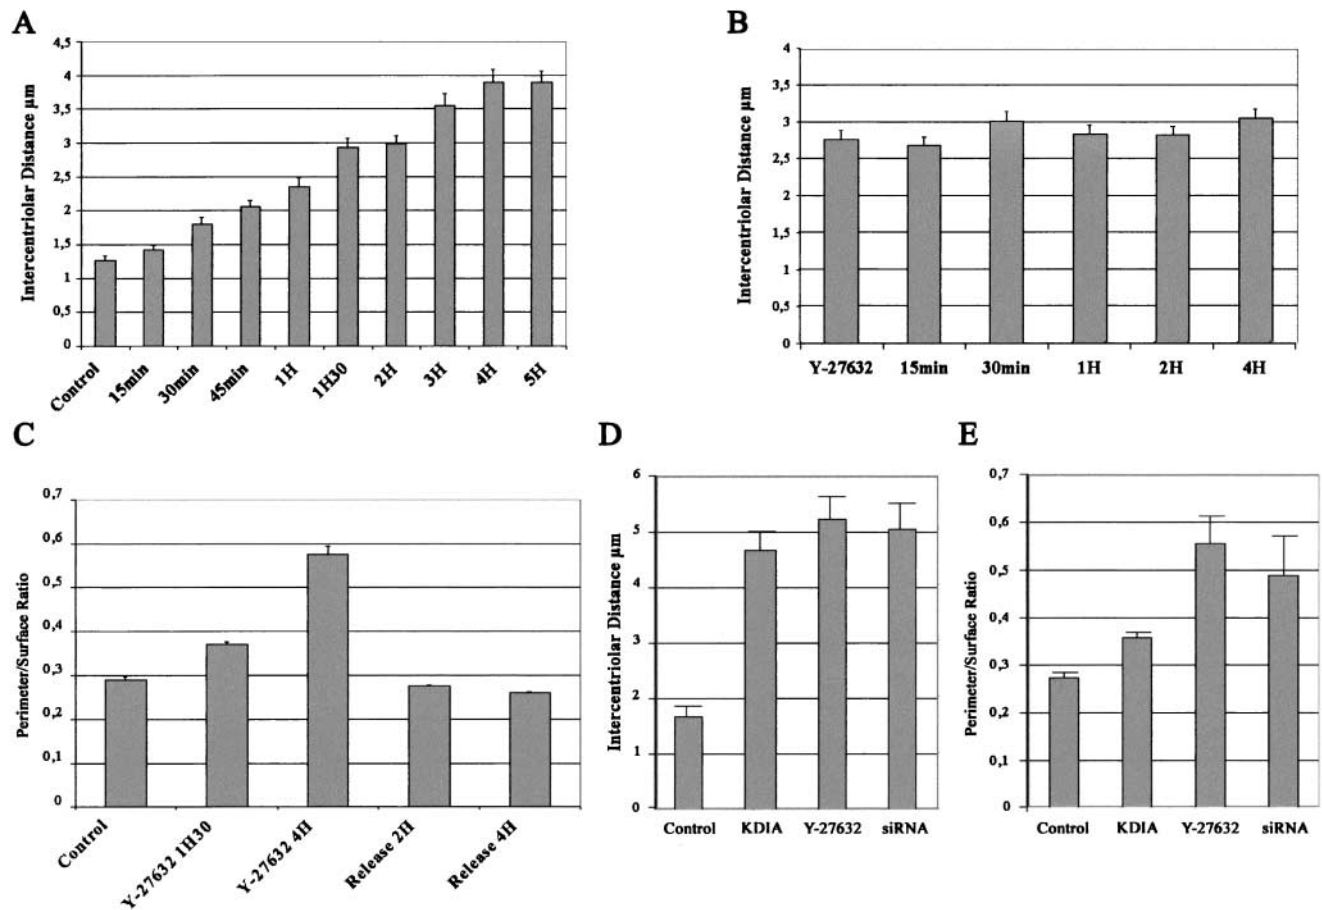 A
Intercentriolar Distance µm
4,5
4
3,5
3
2,5
2
1,5
1
0,5
0
Control
15min
30min
45min
1H
1H30
2H
3H
4H
5H
B
Intercentriolar Distance µm
4
3,5
3
2,5
2
1,5
1
0,5
0
Y-27632
15min
30min
1H
2H
4H
C
Perimeter/Surface Ratio
0,7
0,6
0,5
0,4
0,3
0,2
0,1
0
Control
Y-27632 1H30
Y-27632 4H
Release 2H
Release 4H
D
Intercentriolar Distance µm
6
5
4
3
2
1
0
Control
KDIA
Y-27632
siRNA
E
Perimeter/Surface Ratio
0,7
0,6
0,5
0,4
0,3
0,2
0,1
0
Control
KDIA
Y-27632
siRNA